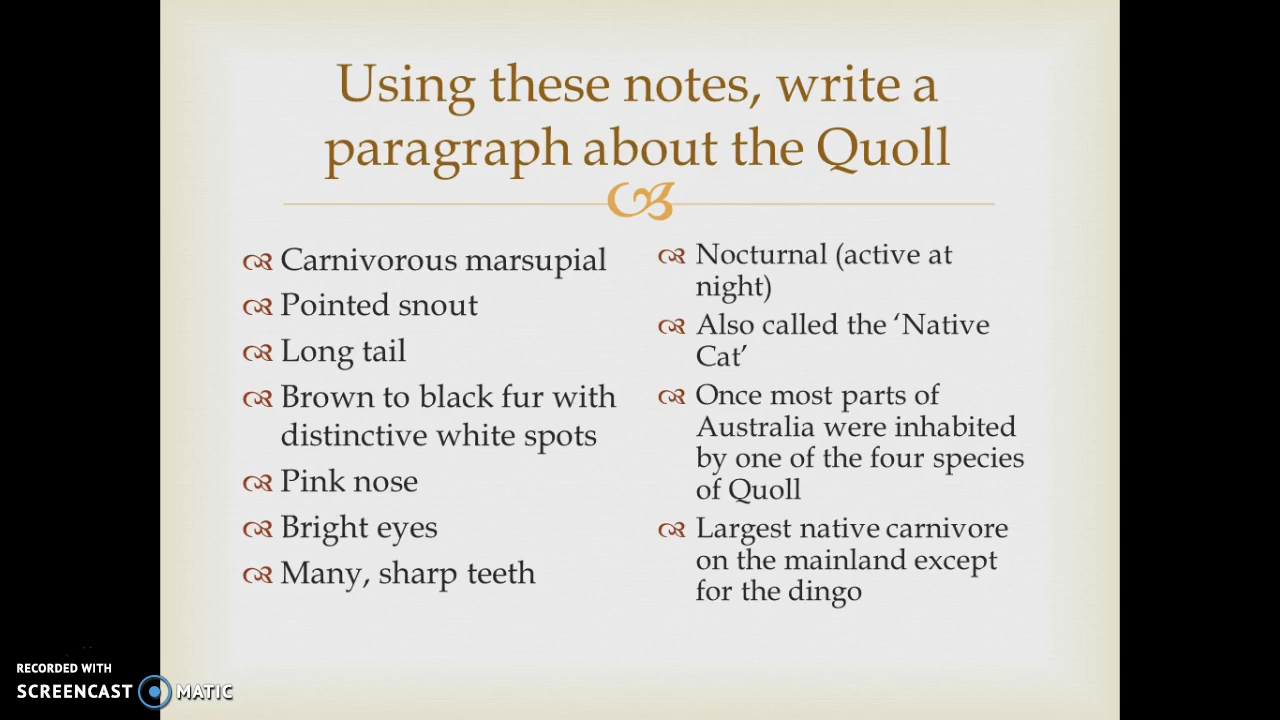 Using these notes, write a
paragraph about the Quoll
Carnivorous marsupial
Pointed snout
Long tail
Brown to black fur with
distinctive white spots
Pink nose
Bright eyes
Many, sharp teeth
Nocturnal (active at
night)
Also called the ‘Native
Cat’
Once most parts of
Australia were inhabited
by one of the four species
of Quoll
Largest native carnivore
on the mainland except
for the dingo
RECORDED WITH
SCREENCAST MATIC